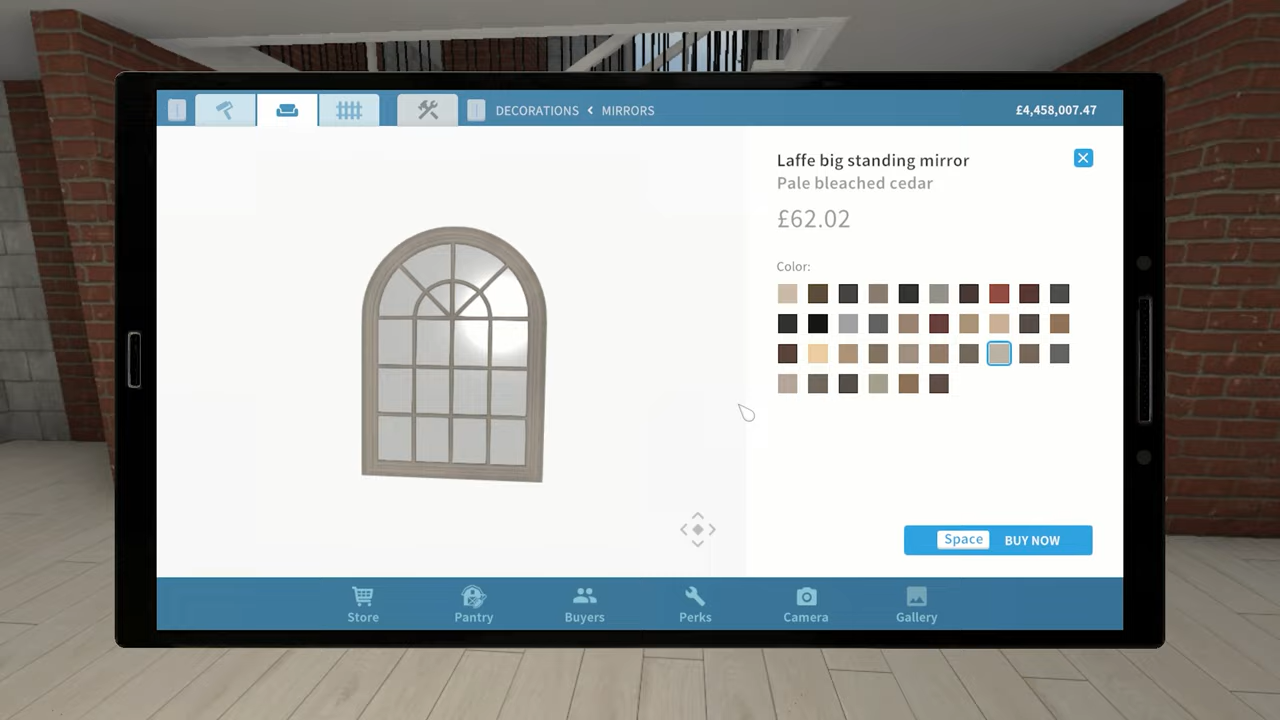 DECORATIONS < MIRRORS
£4,458,007.47
Laffe big standing mirror
Pale bleached cedar
£62.02
Color:
Space BUY NOW
Store Pantry Buyers Perks Camera Gallery